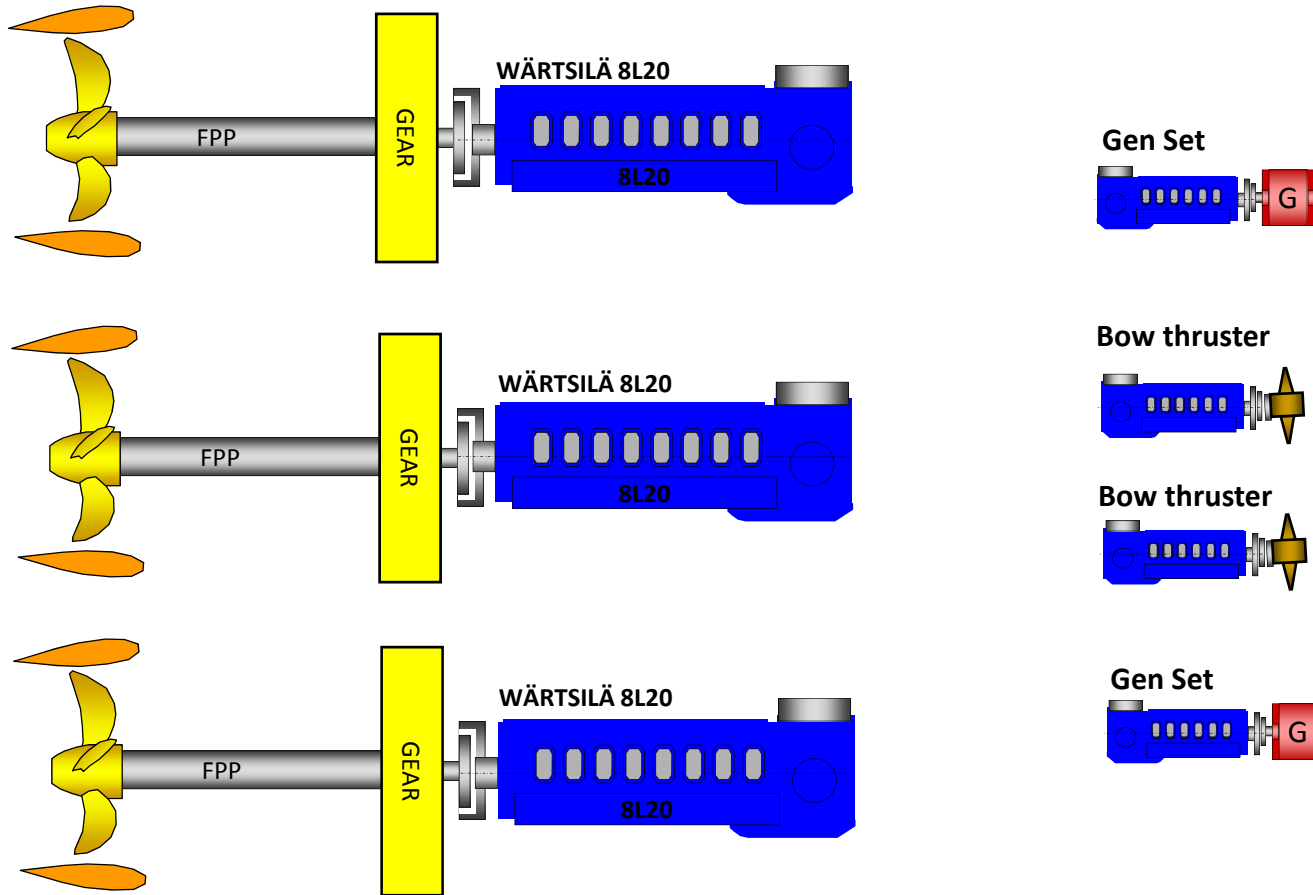 WÄRTSILÄ 8L20
FPP
GEAR
8L20
Gen Set
G
WÄRTSILÄ 8L20
FPP
GEAR
8L20
Bow thruster
Bow thruster
WÄRTSILÄ 8L20
FPP
GEAR
8L20
Gen Set
G